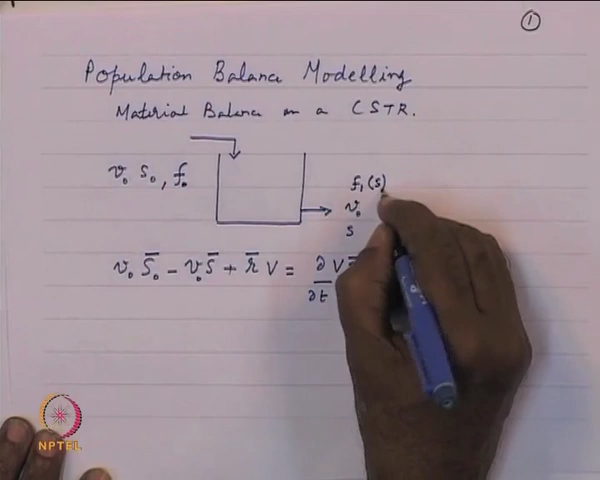 ①
Population Balance Modelling
Material Balance on a CSTR.
v₀ S₀, f₀
f₁(s)
v₀
s
v₀ S̄₀ - v₀ S̄ + r̄ V = ∂ V
∂t
NPTEL